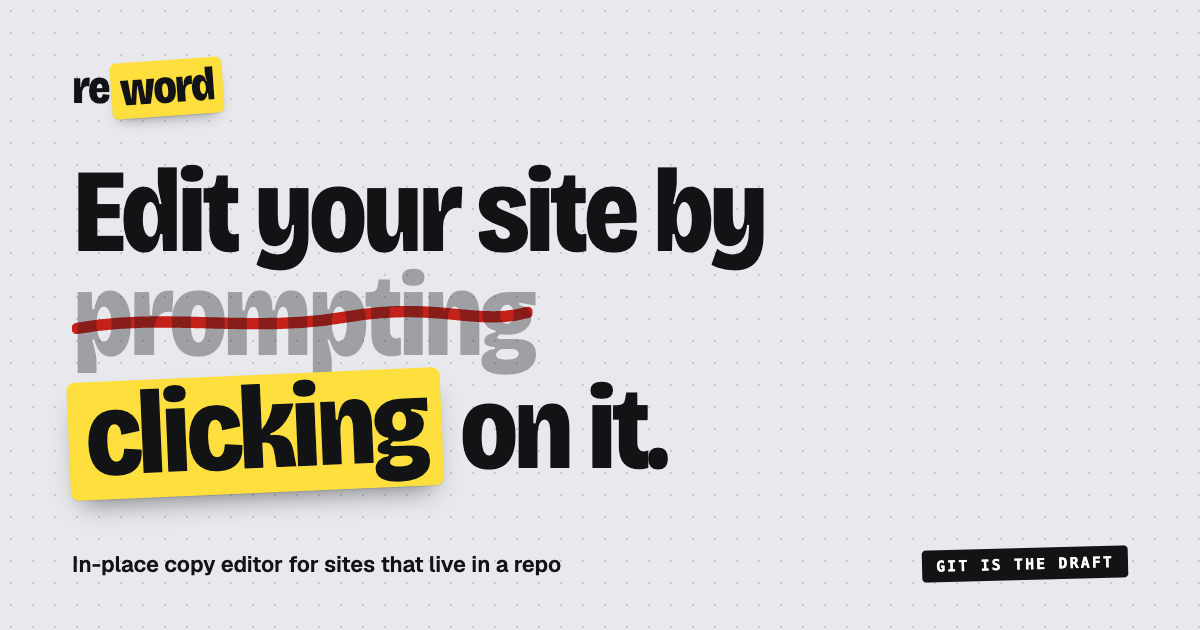 reword
Edit your site by
prompting
clicking on it.
In-place copy editor for sites that live in a repo
GIT IS THE DRAFT